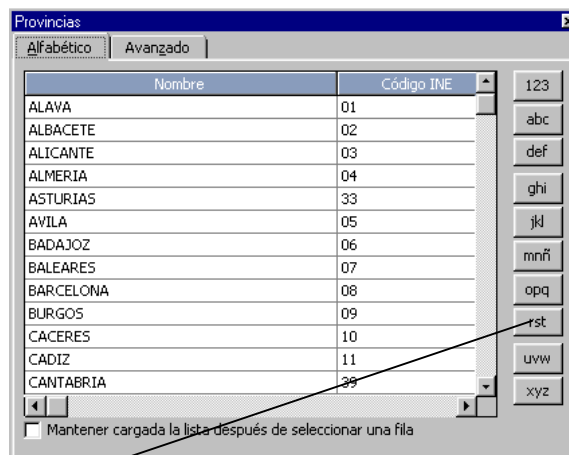 Provincias
Alfabético Avanzado
Nombre Código INE
ALAVA 01
ALBACETE 02
ALICANTE 03
ALMERIA 04
ASTURIAS 33
AVILA 05
BADAJOZ 06
BALEARES 07
BARCELONA 08
BURGOS 09
CACERES 10
CADIZ 11
CANTABRIA 39
123
abc
def
ghi
jkl
mnñ
opq
rst
uvw
xyz
Mantener cargada la lista después de seleccionar una fila